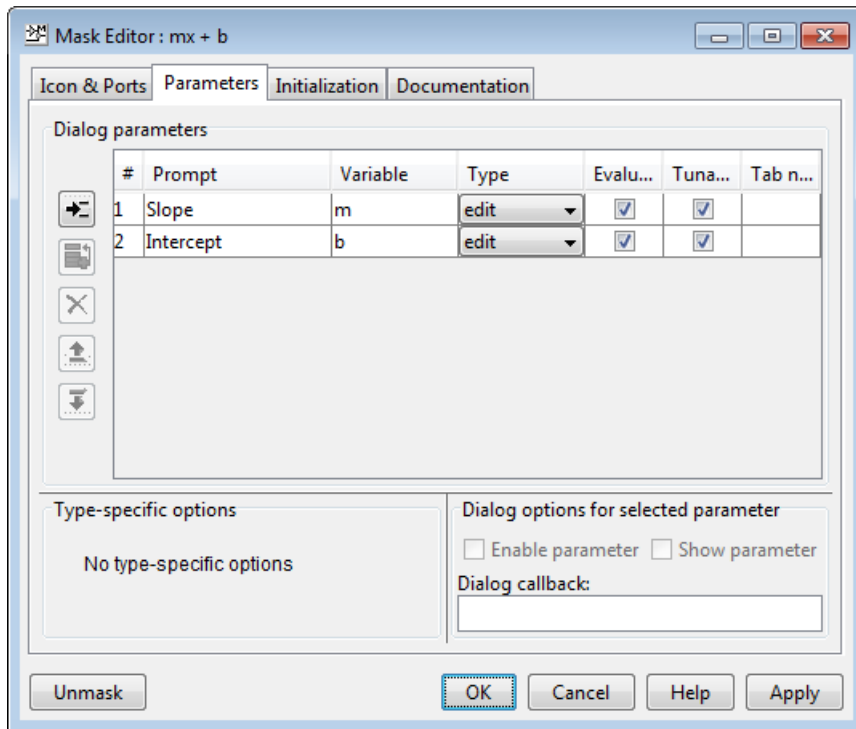 Mask Editor : mx + b
Icon & Ports Parameters Initialization Documentation
Dialog parameters
# Prompt Variable Type Evalu... Tuna... Tab n...
1 Slope m edit
2 Intercept b edit
Type-specific options
No type-specific options
Dialog options for selected parameter
Enable parameter Show parameter
Dialog callback:
Unmask OK Cancel Help Apply